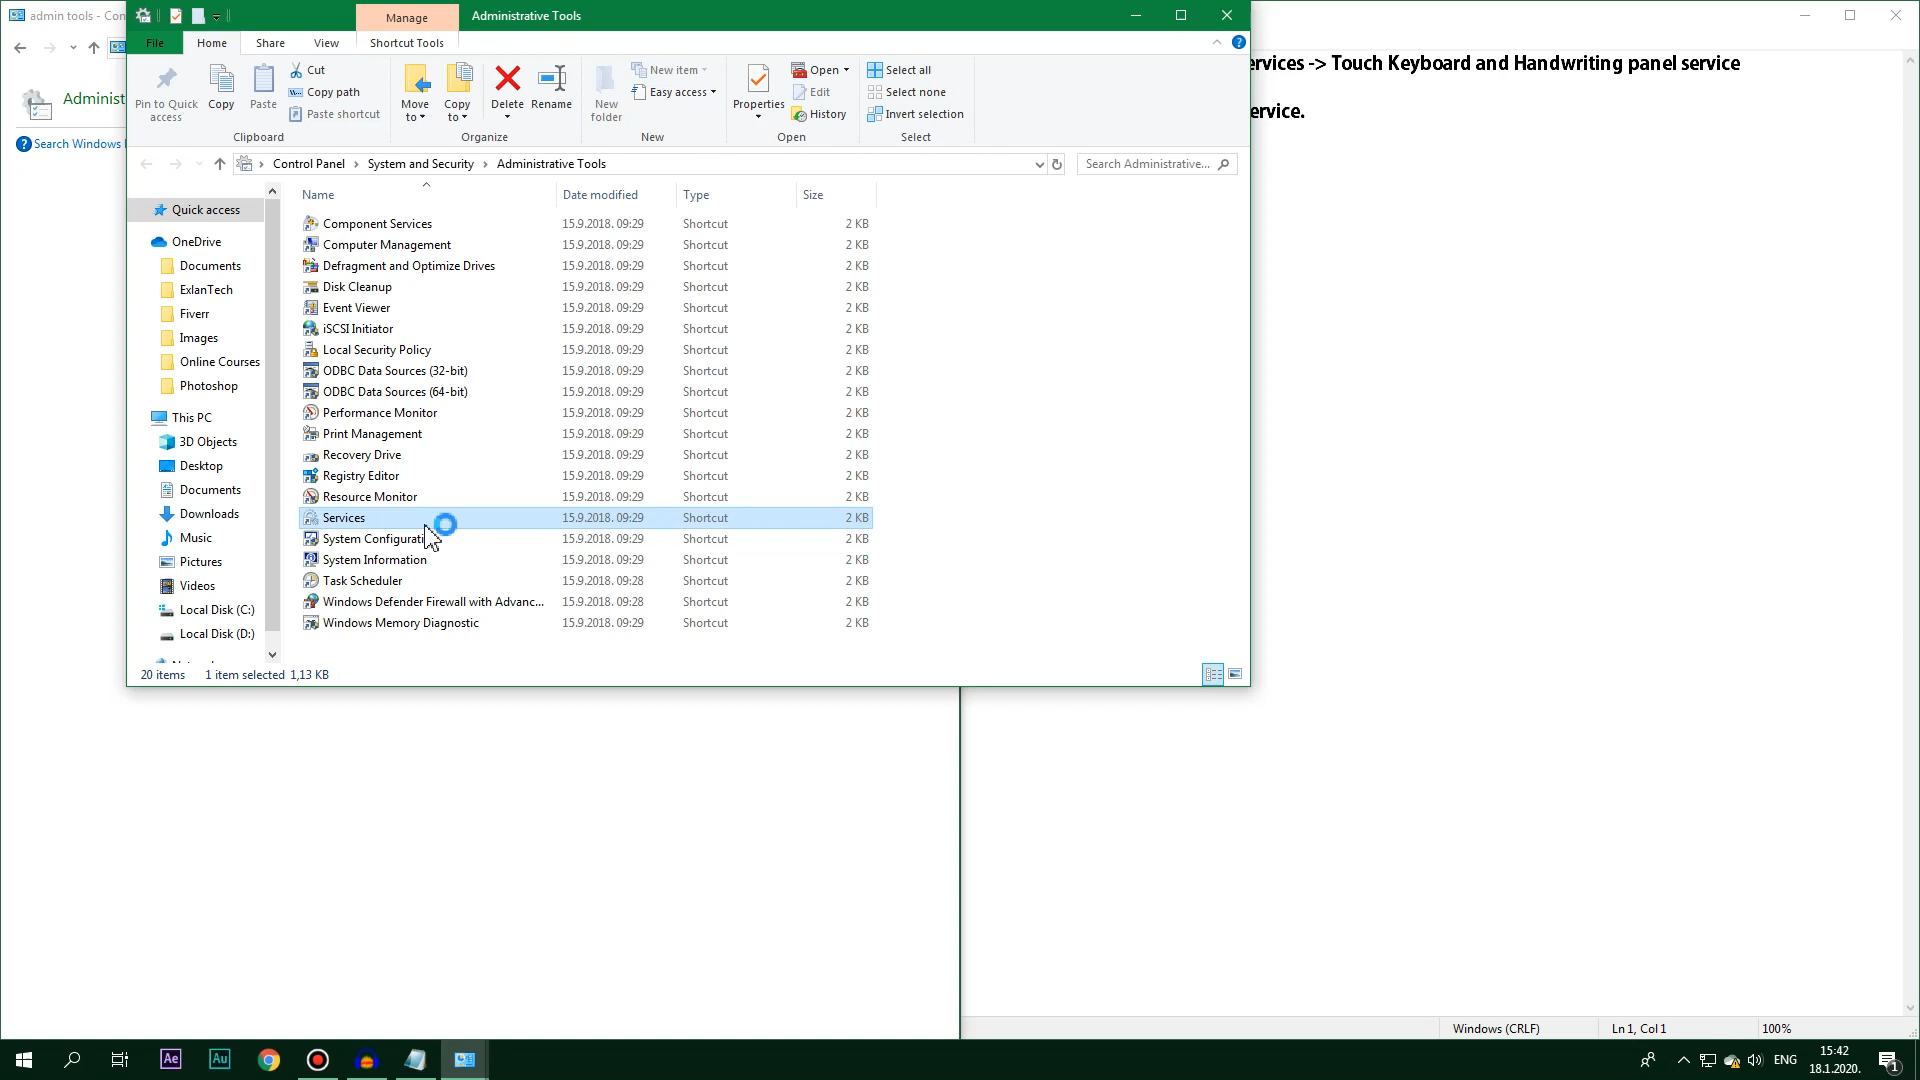 admin tools - Con
Administ
Search Windows
Manage
Administrative Tools
File
Home
Share
View
Shortcut Tools
Pin to Quick access
Copy
Paste
Cut
Copy path
Paste shortcut
Clipboard
Move to
Copy to
Delete
Rename
Organize
New folder
New item
Easy access
New
Properties
Open
Edit
History
Open
Select all
Select none
Invert selection
Select
Control Panel > System and Security > Administrative Tools
Search Administrative...
Quick access
OneDrive
Documents
ExlanTech
Fiverr
Images
Online Courses
Photoshop
This PC
3D Objects
Desktop
Documents
Downloads
Music
Pictures
Videos
Local Disk (C:)
Local Disk (D:)
Name Date modified Type Size
Component Services 15.9.2018. 09:29 Shortcut 2 KB
Computer Management 15.9.2018. 09:29 Shortcut 2 KB
Defragment and Optimize Drives 15.9.2018. 09:29 Shortcut 2 KB
Disk Cleanup 15.9.2018. 09:29 Shortcut 2 KB
Event Viewer 15.9.2018. 09:29 Shortcut 2 KB
iSCSI Initiator 15.9.2018. 09:29 Shortcut 2 KB
Local Security Policy 15.9.2018. 09:29 Shortcut 2 KB
ODBC Data Sources (32-bit) 15.9.2018. 09:29 Shortcut 2 KB
ODBC Data Sources (64-bit) 15.9.2018. 09:29 Shortcut 2 KB
Performance Monitor 15.9.2018. 09:29 Shortcut 2 KB
Print Management 15.9.2018. 09:29 Shortcut 2 KB
Recovery Drive 15.9.2018. 09:29 Shortcut 2 KB
Registry Editor 15.9.2018. 09:29 Shortcut 2 KB
Resource Monitor 15.9.2018. 09:29 Shortcut 2 KB
Services 15.9.2018. 09:29 Shortcut 2 KB
System Configurati 15.9.2018. 09:29 Shortcut 2 KB
System Information 15.9.2018. 09:29 Shortcut 2 KB
Task Scheduler 15.9.2018. 09:28 Shortcut 2 KB
Windows Defender Firewall with Advanc... 15.9.2018. 09:28 Shortcut 2 KB
Windows Memory Diagnostic 15.9.2018. 09:29 Shortcut 2 KB
20 items 1 item selected 1,13 KB
ervices -> Touch Keyboard and Handwriting panel service
ervice.
Windows (CRLF) Ln 1, Col 1 100%
Ae
Au
ENG
15:42
18.1.2020.
1